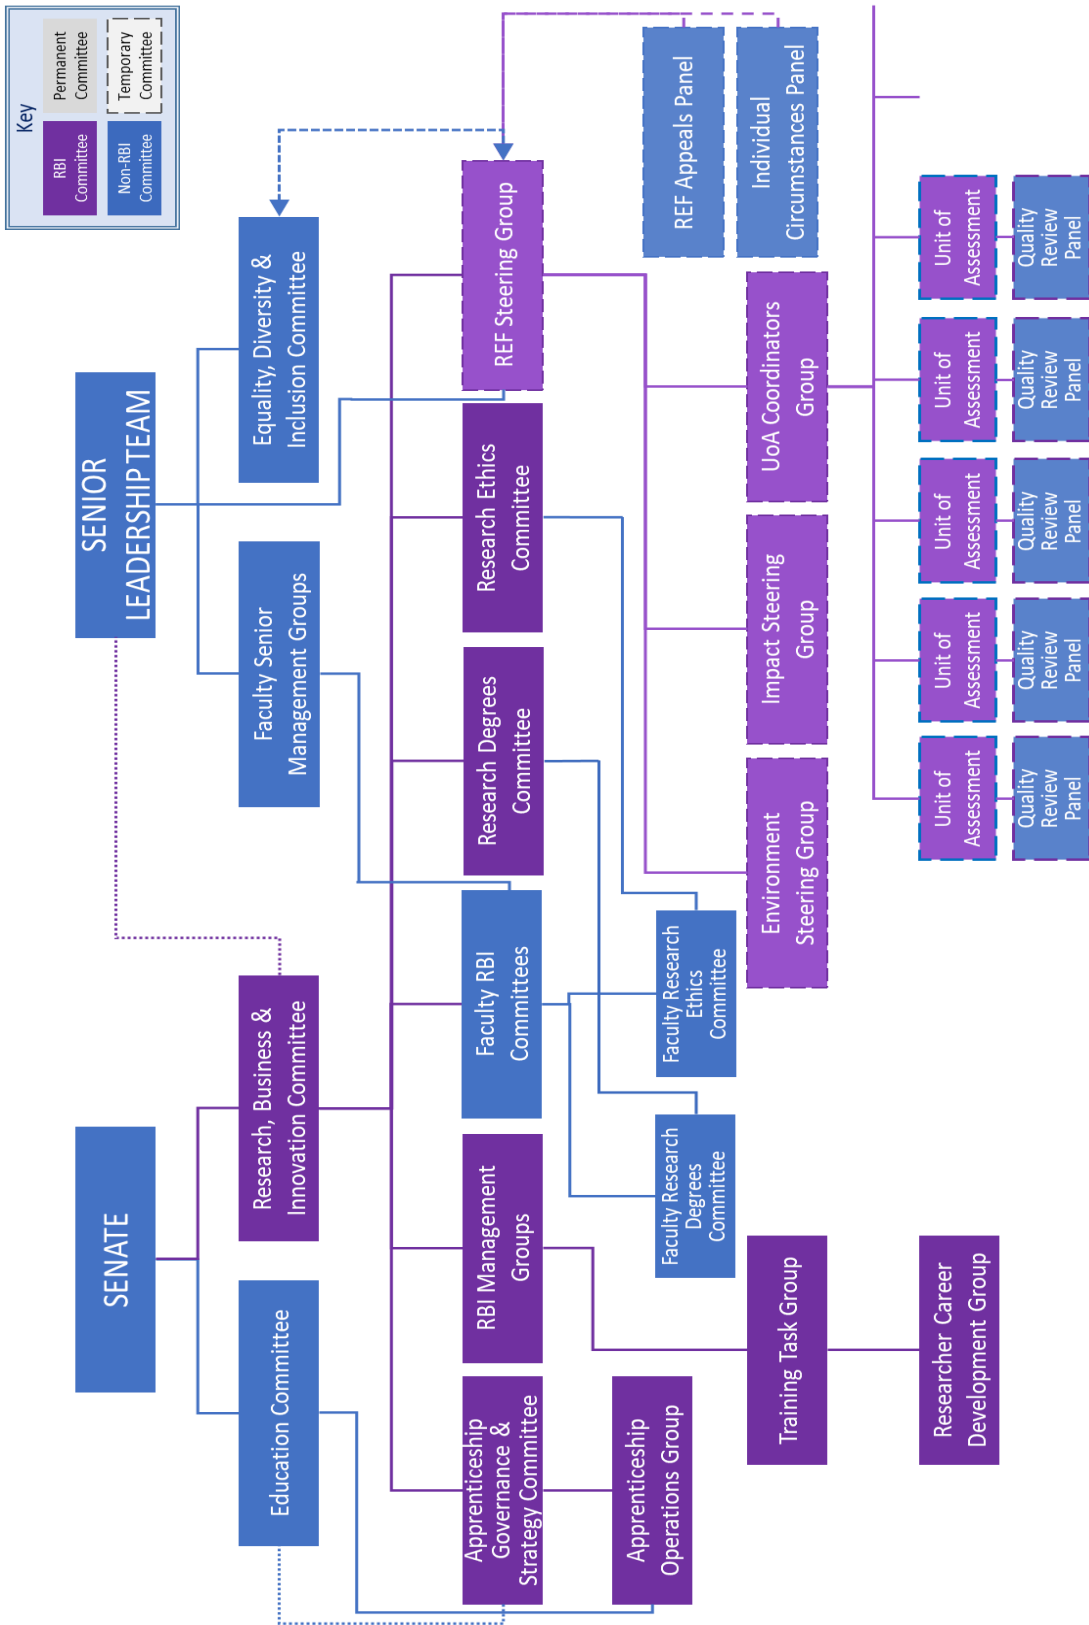 SENATE
SENIOR
LEADERSHIP TEAM
Key
RBI
Committee
Permanent
Committee
Non-RBI
Committee
Temporary
Committee
Education Committee
Research, Business &
Innovation Committee
Faculty Senior
Management Groups
Equality, Diversity &
Inclusion Committee
Apprenticeship
Governance &
Strategy Committee
RBI Management
Groups
Faculty RBI
Committees
Research Degrees
Committee
Research Ethics
Committee
REF Steering Group
Apprenticeship
Operations Group
Faculty Research
Degrees
Committee
Faculty Research
Ethics
Committee
REF Appeals Panel
Individual
Circumstances Panel
Training Task Group
Environment
Steering Group
Impact Steering
Group
UoA Coordinators
Group
Researcher Career
Development Group
Unit of
Assessment
Unit of
Assessment
Unit of
Assessment
Unit of
Assessment
Unit of
Assessment
Quality
Review
Panel
Quality
Review
Panel
Quality
Review
Panel
Quality
Review
Panel
Quality
Review
Panel